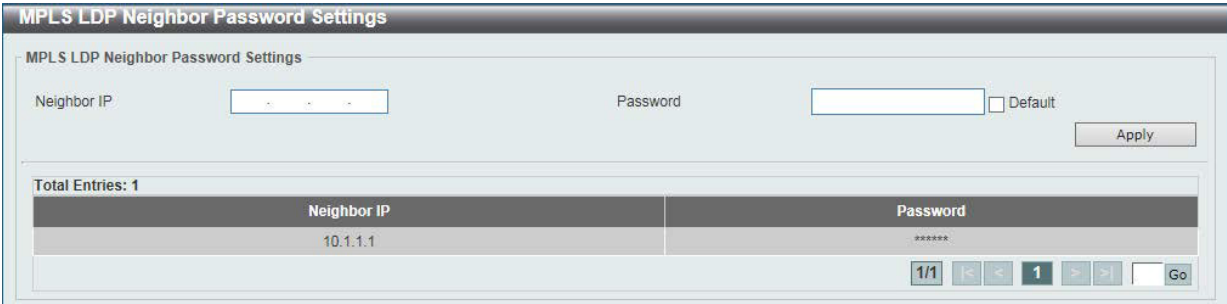 MPLS LDP Neighbor Password Settings
MPLS LDP Neighbor Password Settings
Neighbor IP . . . Password Default
Apply
Total Entries: 1
Neighbor IP Password
10.1.1.1 ******
1/1 |< < 1 > >| Go